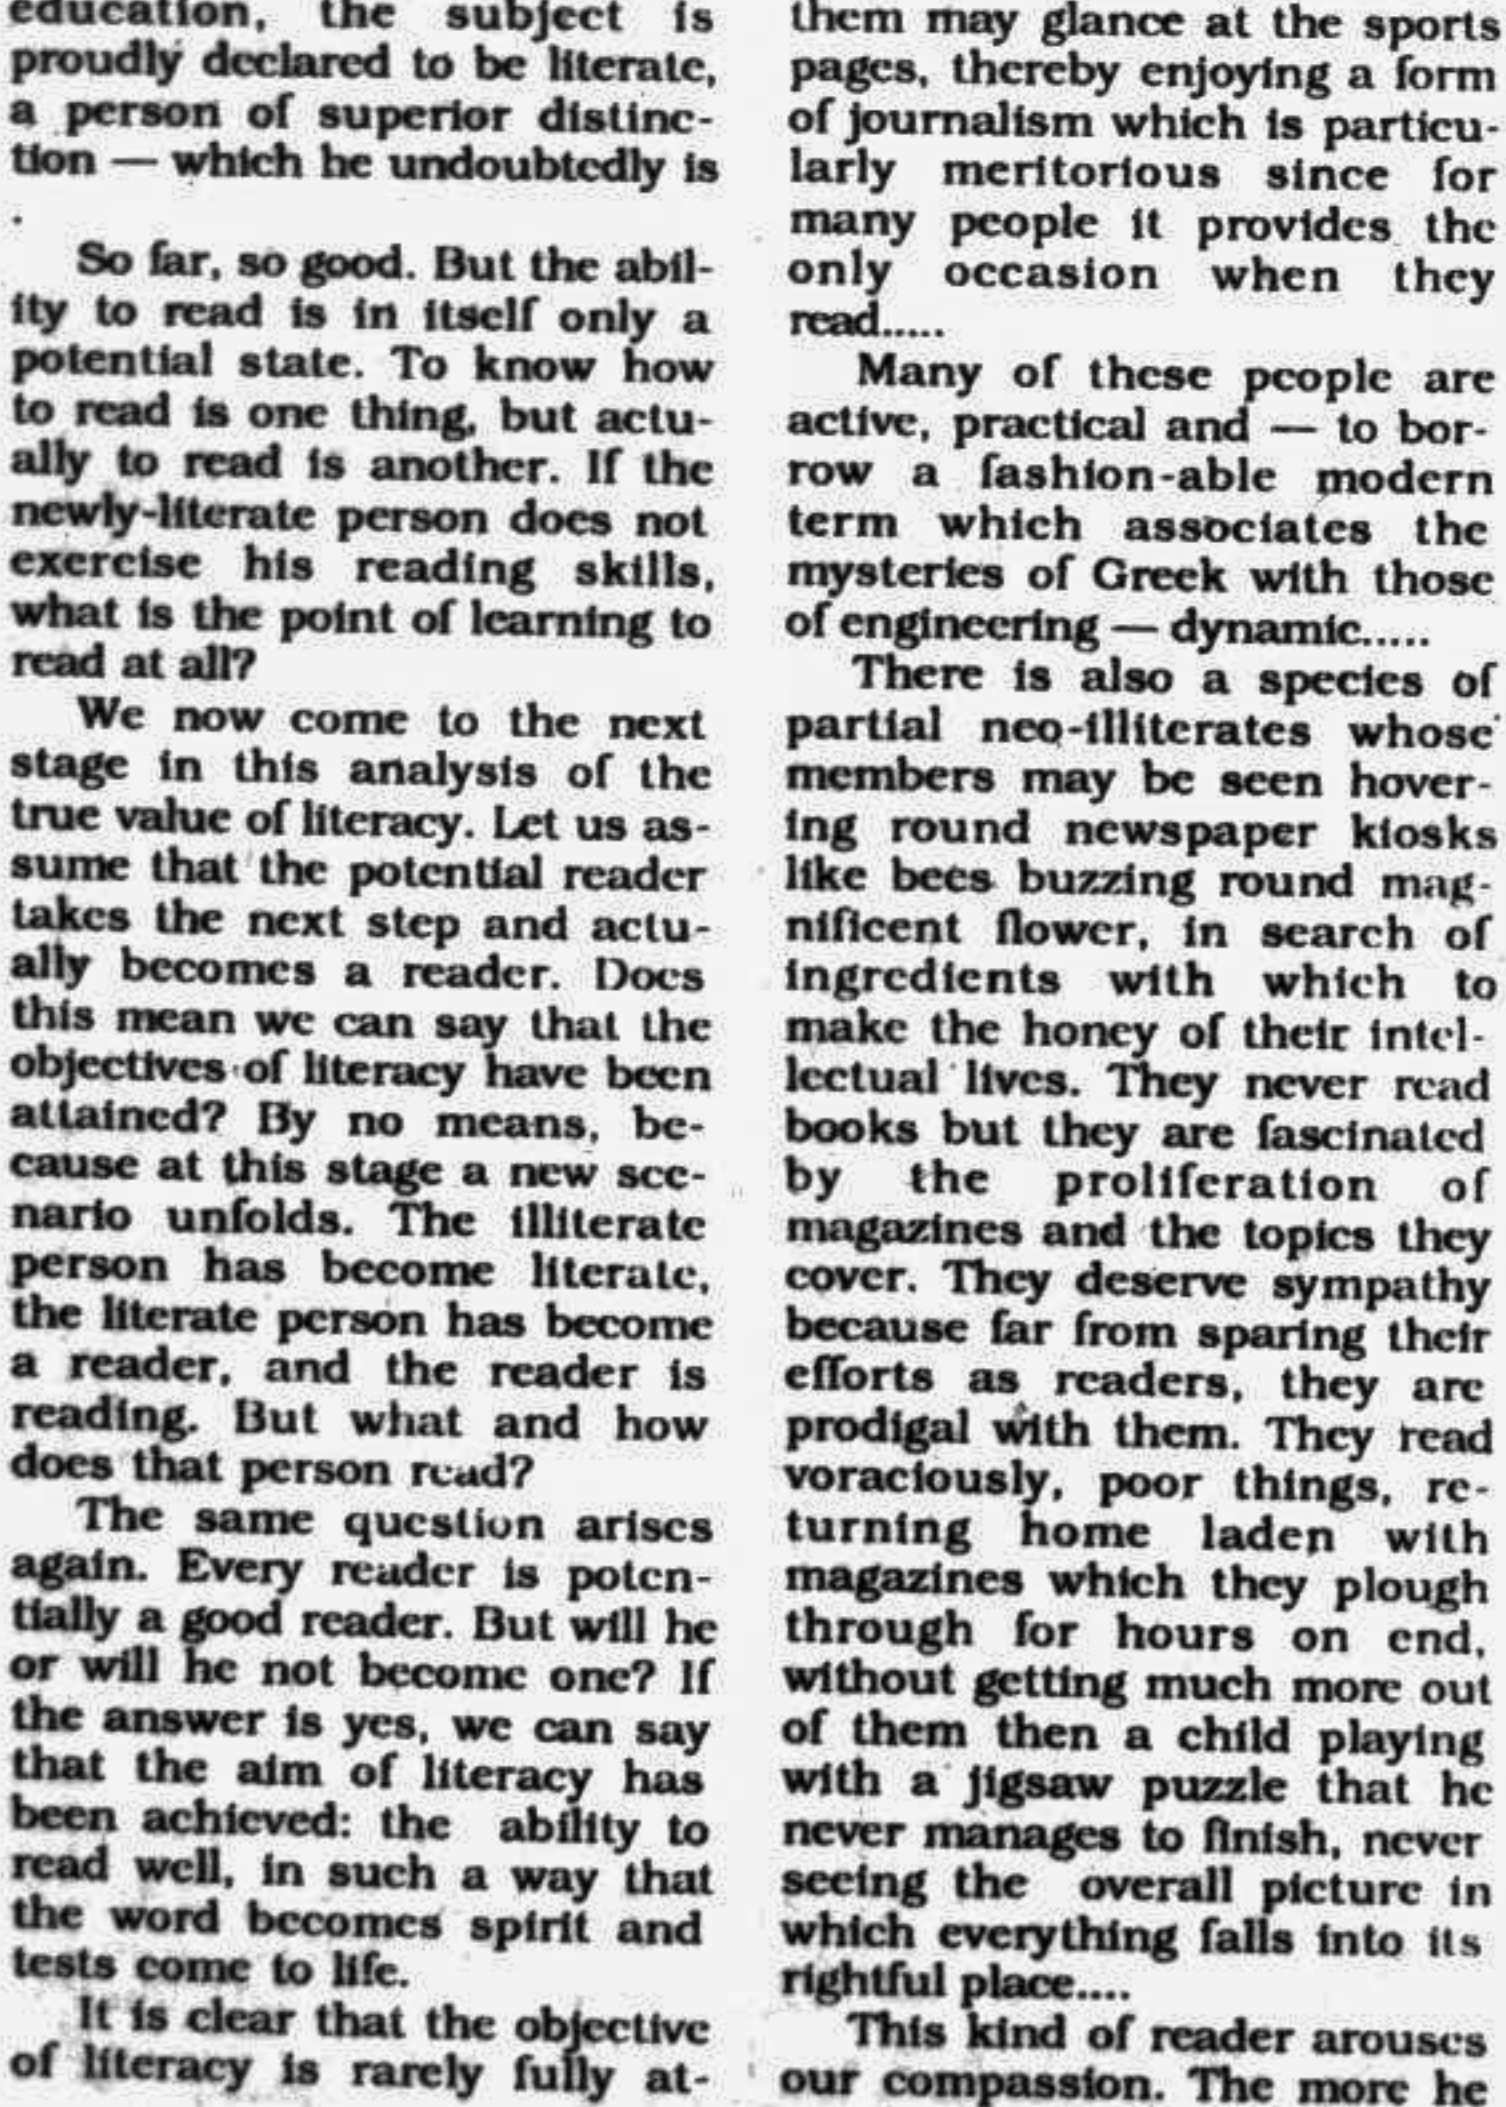 education, the subject is
proudly declared to be literate,
a person of superior distinc-
tion — which he undoubtedly is
.
So far, so good. But the abil-
ity to read is in itself only a
potential state. To know how
to read is one thing, but actu-
ally to read is another. If the
newly-literate person does not
exercise his reading skills,
what is the point of learning to
read at all?
We now come to the next
stage in this analysis of the
true value of literacy. Let us as-
sume that the potential reader
takes the next step and actu-
ally becomes a reader. Does
this mean we can say that the
objectives of literacy have been
attained? By no means, be-
cause at this stage a new sce-
nario unfolds. The illiterate
person has become literate,
the literate person has become
a reader, and the reader is
reading. But what and how
does that person read?
The same question arises
again. Every reader is poten-
tially a good reader. But will he
or will he not become one? If
the answer is yes, we can say
that the aim of literacy has
been achieved: the ability to
read well, in such a way that
the word becomes spirit and
tests come to life.
It is clear that the objective
of literacy is rarely fully at-
them may glance at the sports
pages, thereby enjoying a form
of journalism which is particu-
larly meritorious since for
many people it provides the
only occasion when they
read.....
Many of these people are
active, practical and — to bor-
row a fashion-able modern
term which associates the
mysteries of Greek with those
of engineering — dynamic.....
There is also a species of
partial neo-illiterates whose
members may be seen hover-
ing round newspaper kiosks
like bees buzzing round mag-
nificent flower, in search of
ingredients with which to
make the honey of their intel-
lectual lives. They never read
books but they are fascinated
by the proliferation of
magazines and the topics they
cover. They deserve sympathy
because far from sparing their
efforts as readers, they are
prodigal with them. They read
voraciously, poor things, re-
turning home laden with
magazines which they plough
through for hours on end,
without getting much more out
of them then a child playing
with a jigsaw puzzle that he
never manages to finish, never
seeing the overall picture in
which everything falls into its
rightful place....
This kind of reader arouses
our compassion. The more he